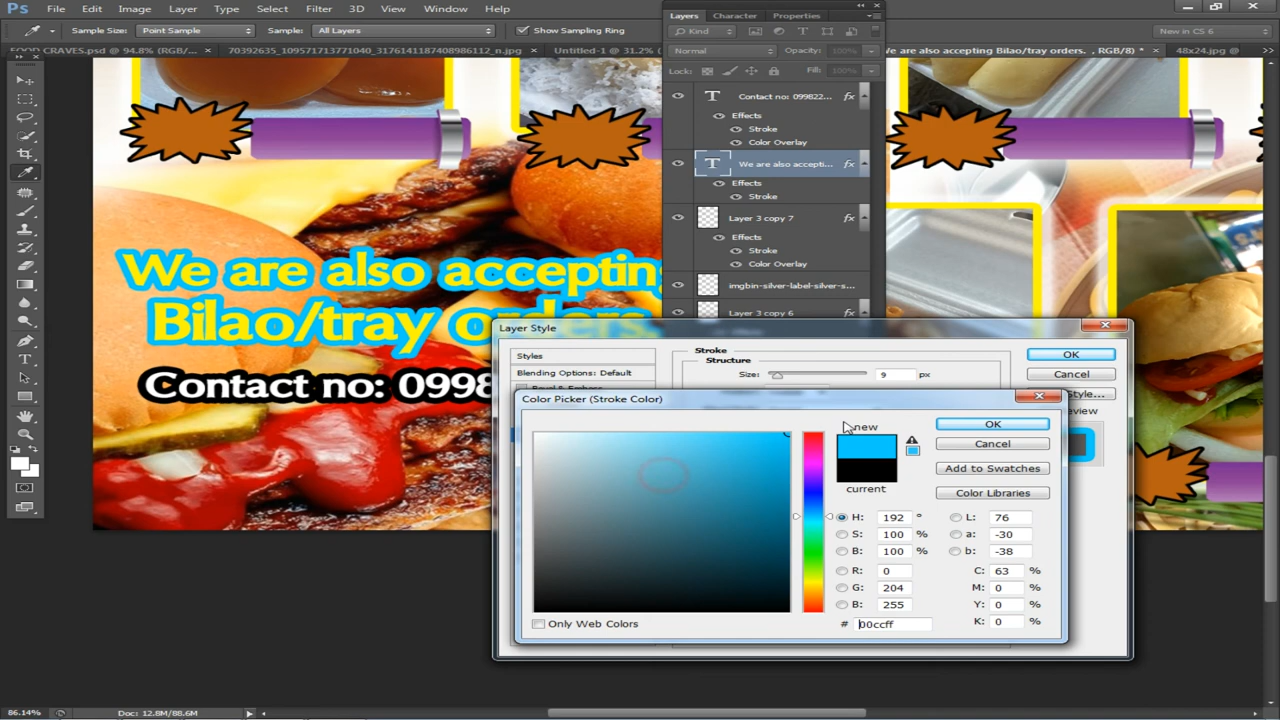 Ps File Edit Image Layer Type Select Filter 3D View Window Help
Sample Size: Point Sample Sample: All Layers Show Sampling Ring New in CS 6
FOOD CRAVES.psd @ 94.8% (RGB/... × 70392635_109571713771040_3176141187408986112_n.jpg × Untitled-1 @ 31.2% We are also accepting Bilao/tray orders. , RGB/8) * × 48x24.jpg @
Layers Character Properties
Kind
Normal Opacity: 100%
Lock: Fill: 100%
Contact no: 099822... fx
Effects
Stroke
Color Overlay
We are also accepti... fx
Effects
Stroke
Layer 3 copy 7 fx
Effects
Stroke
Color Overlay
imgbin-silver-label-silver-s...
Layer 3 copy 6
We are also acceptin
Bilao/tray orders.
Contact no: 0998
Layer Style
Styles
Blending Options: Default
Stroke
Structure
Size: 9 px
OK
Cancel
Style...
Color Picker (Stroke Color)
new
current
OK
Cancel
Add to Swatches
Color Libraries
H: 192 ° L: 76
S: 100 % a: -30
B: 100 % b: -38
R: 0 C: 63 %
G: 204 M: 0 %
B: 255 Y: 0 %
# 00ccff K: 0 %
Only Web Colors
86.14% Doc: 12.8M/88.6M